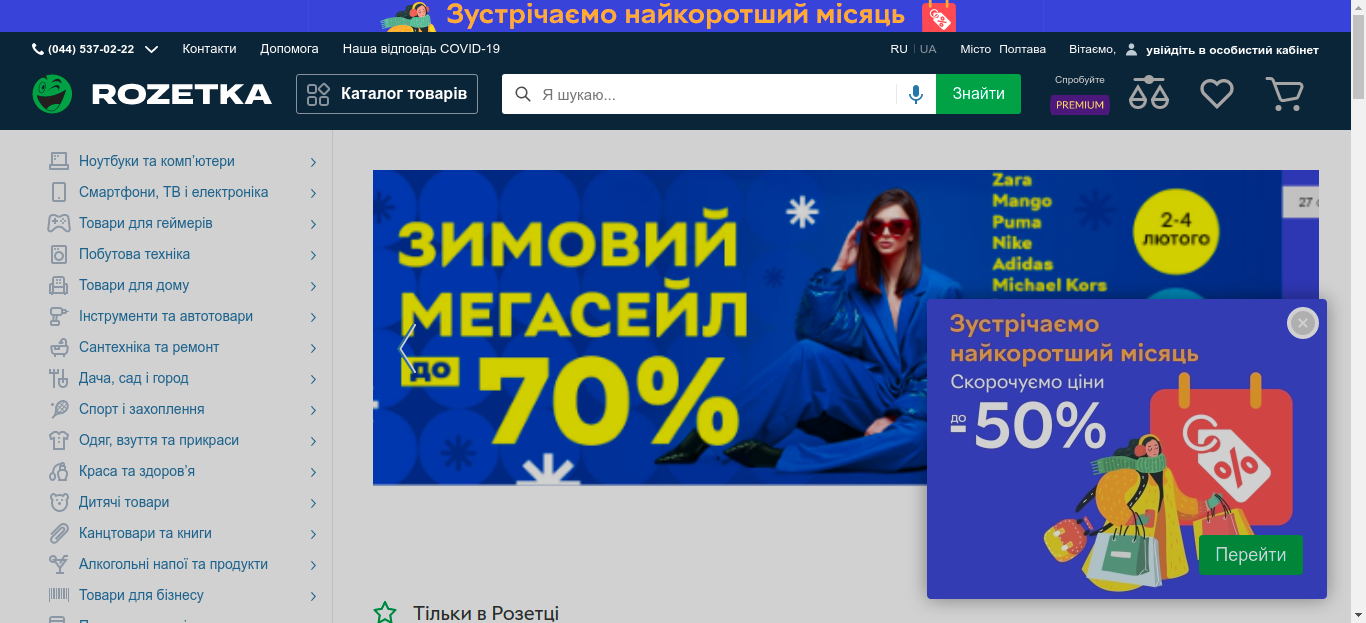 Зустрічаємо найкоротший місяць
(044) 537-02-22
Контакти
Допомога
Наша відповідь COVID-19
RU
UA
Місто Полтава
Вітаємо, увійдіть в особистий кабінет
ROZETKA
Каталог товарів
Я шукаю...
Знайти
Спробуйте
PREMIUM
Ноутбуки та комп'ютери
Смартфони, ТВ і електроніка
Товари для геймерів
Побутова техніка
Товари для дому
Інструменти та автотовари
Сантехніка та ремонт
Дача, сад і город
Спорт і захоплення
Одяг, взуття та прикраси
Краса та здоров'я
Дитячі товари
Канцтовари та книги
Алкогольні напої та продукти
Товари для бізнесу
ЗИМОВИЙ
МЕГАСЕЙЛ
ДО
70%
Zara
Mango
Puma
Nike
Adidas
Michael Kors
2-4
ЛЮТОГО
27
Зустрічаємо
найкоротший місяць
Скорочуємо ціни
до
-50%
Перейти
Тільки в Розетці